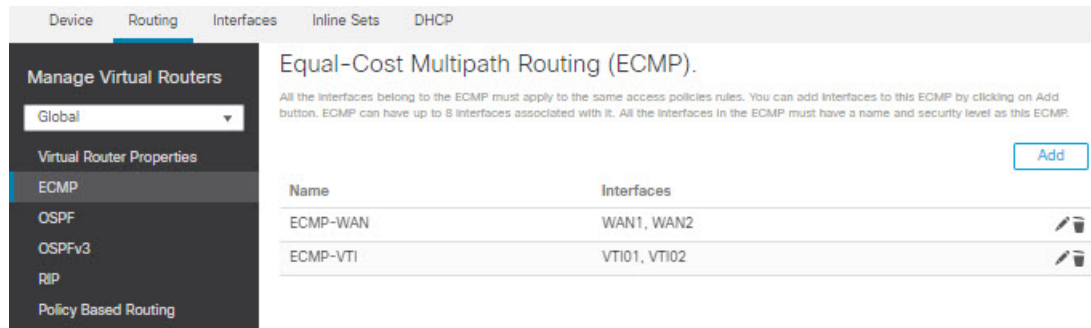 Device Routing Interfaces Inline Sets DHCP
Manage Virtual Routers
Global
Virtual Router Properties
ECMP
OSPF
OSPFv3
RIP
Policy Based Routing
Equal-Cost Multipath Routing (ECMP).
All the interfaces belong to the ECMP must apply to the same access policies rules. You can add interfaces to this ECMP by clicking on Add
button. ECMP can have up to 8 interfaces associated with it. All the interfaces in the ECMP must have a name and security level as this ECMP.
Add
Name Interfaces
ECMP-WAN WAN1, WAN2
ECMP-VTI VTI01, VTI02